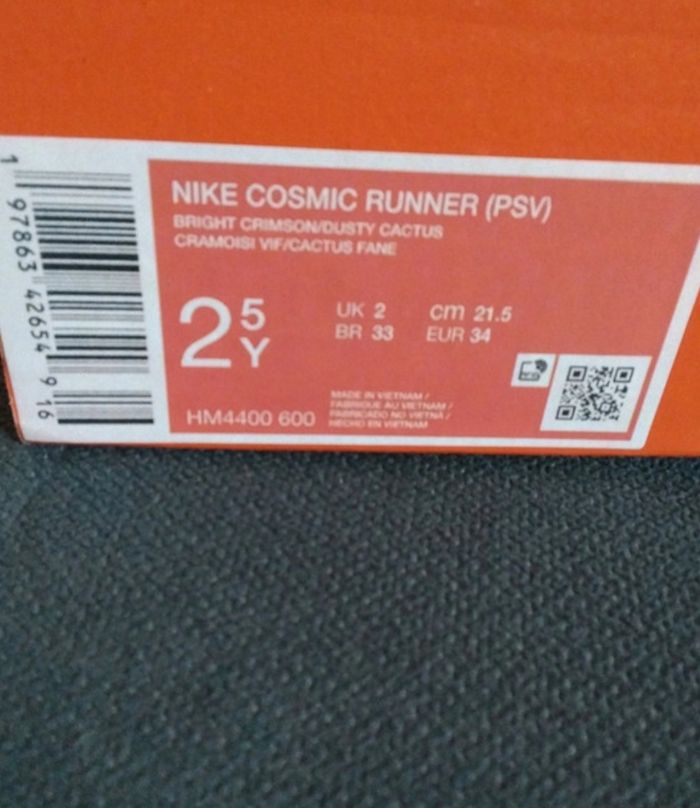 1 97863 42654 9 16
NIKE COSMIC RUNNER (PSV)
BRIGHT CRIMSON/DUSTY CACTUS
CRAMOISI VIF/CACTUS FANE
2 5 Y
UK 2 cm 21.5
BR 33 EUR 34
HM4400 600
MADE IN VIETNAM /
FABRIQUE AU VIETNAM /
FABRICADO NO VIETNÃ /
HECHO EN VIETNAM